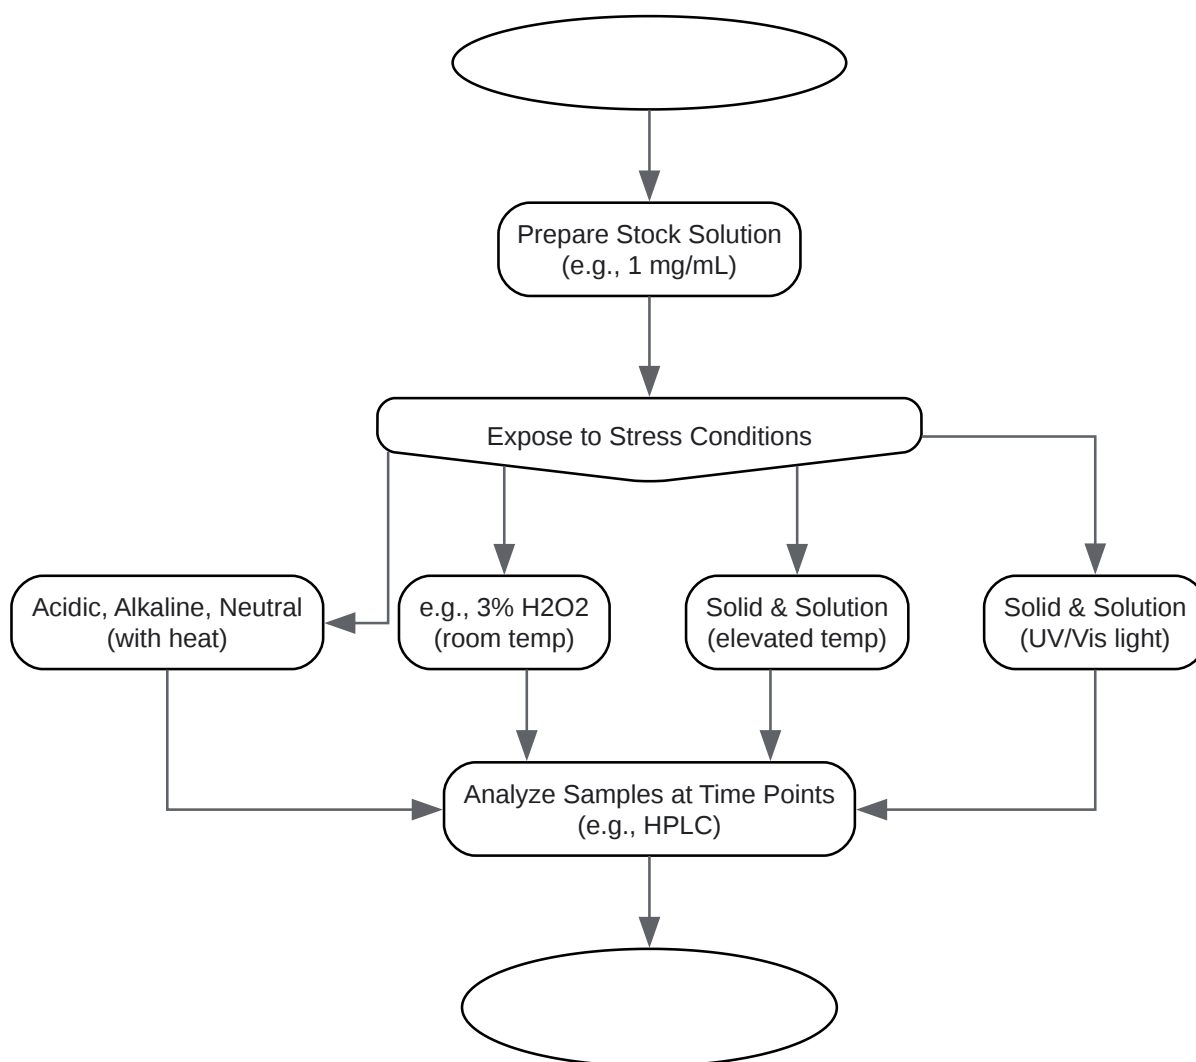 Prepare Stock Solution
(e.g., 1 mg/mL)
Expose to Stress Conditions
Acidic, Alkaline, Neutral
(with heat)
e.g., 3% H2O2
(room temp)
Solid & Solution
(elevated temp)
Solid & Solution
(UV/Vis light)
Analyze Samples at Time Points
(e.g., HPLC)